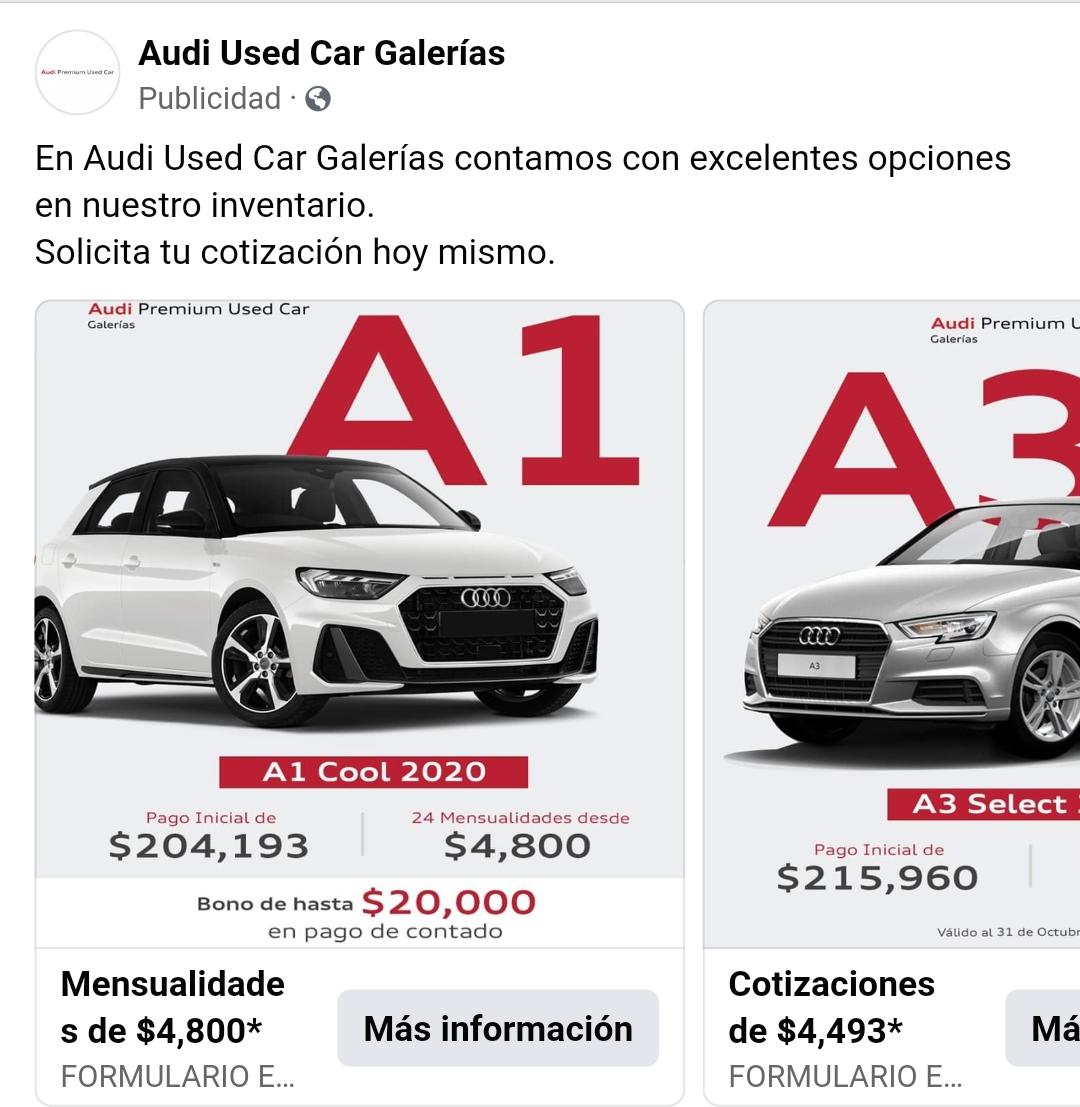 Audi Premium Used Car
Audi Used Car Galerías
Publicidad ·
En Audi Used Car Galerías contamos con excelentes opciones
en nuestro inventario.
Solicita tu cotización hoy mismo.
Audi Premium Used Car
Galerías
A1
A1 Cool 2020
Pago Inicial de
$204,193
24 Mensualidades desde
$4,800
Bono de hasta $20,000
en pago de contado
Mensualidade
s de $4,800*
FORMULARIO E...
Más información
Audi Premium U
Galerías
A3
A3
A3 Select
Pago Inicial de
$215,960
Válido al 31 de Octub
Cotizaciones
de $4,493*
FORMULARIO E...
Má